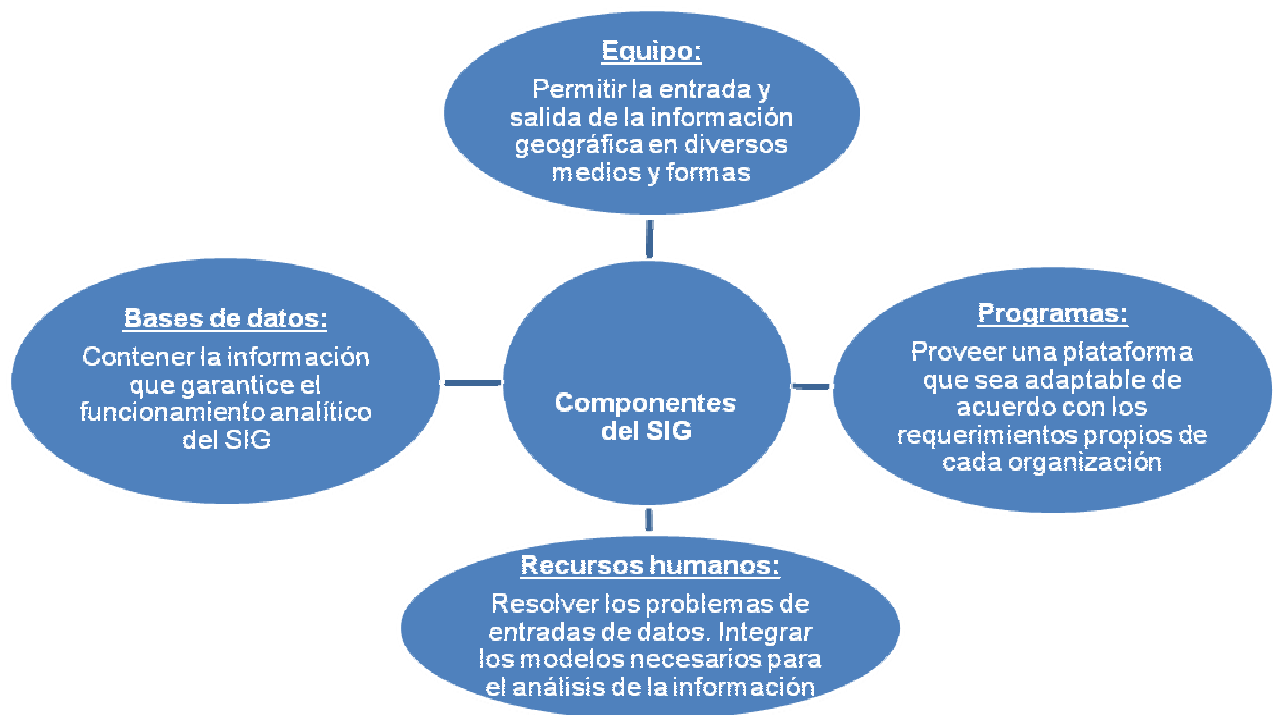 Equipo:
Permitir la entrada y
salida de la información
geográfica en diversos
medios y formas
Bases de datos:
Contener la información
que garantice el
funcionamiento analítico
del SIG
Componentes
del SIG
Programas:
Proveer una plataforma
que sea adaptable de
acuerdo con los
requerimientos propios de
cada organización
Recursos humanos:
Resolver los problemas de
entradas de datos. Integrar
los modelos necesarios para
el análisis de la información